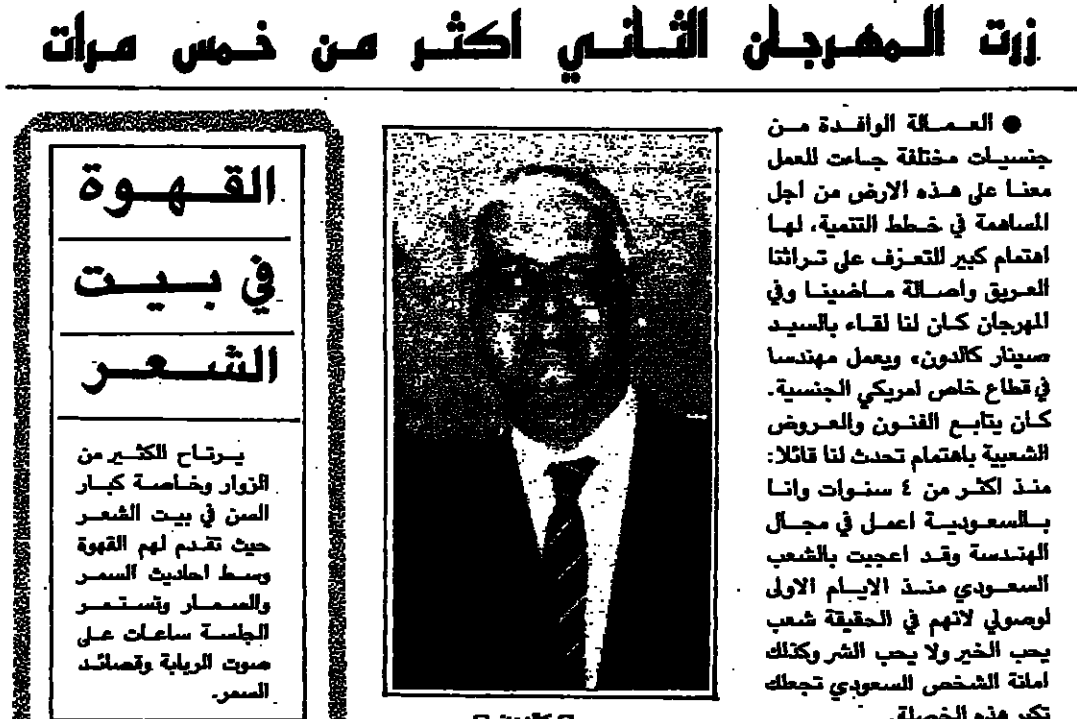 زرت المهرجان الثاني اكثر من خمس مرات
● العمالة الوافدة من
جنسيات مختلفة جاءت للعمل
معنا على هذه الارض من اجل
المساهمة في خطط التنمية، لها
اهتمام كبير للتعرف على تراثنا
العريق واصالة ماضينا وفي
المهرجان كان لنا لقاء بالسيد
صينار كالدون، ويعمل مهندسا
في قطاع خاص امريكي الجنسية.
كان يتابع الفنون والعروض
الشعبية باهتمام تحدث لنا قائلا:
منذ اكثر من ٤ سنوات وانا
بالسعودية اعمل في مجال
الهندسة وقد اعجبت بالشعب
السعودي منذ الايام الاولى
لوصولي لانهم في الحقيقة شعب
يحب الخير ولا يحب الشر وكذلك
امانة الشخص السعودي تجعلك
تكبر هذه الخصلة.
القهوة
في بيت
الشعر
يرتاح الكثير من
الزوار وخاصة كبار
السن في بيت الشعر
حيث تقدم لهم القهوة
وسط احاديث السمر
والسمار وتستمر
الجلسة ساعات على
صوت الربابة وقصائد
السمر.